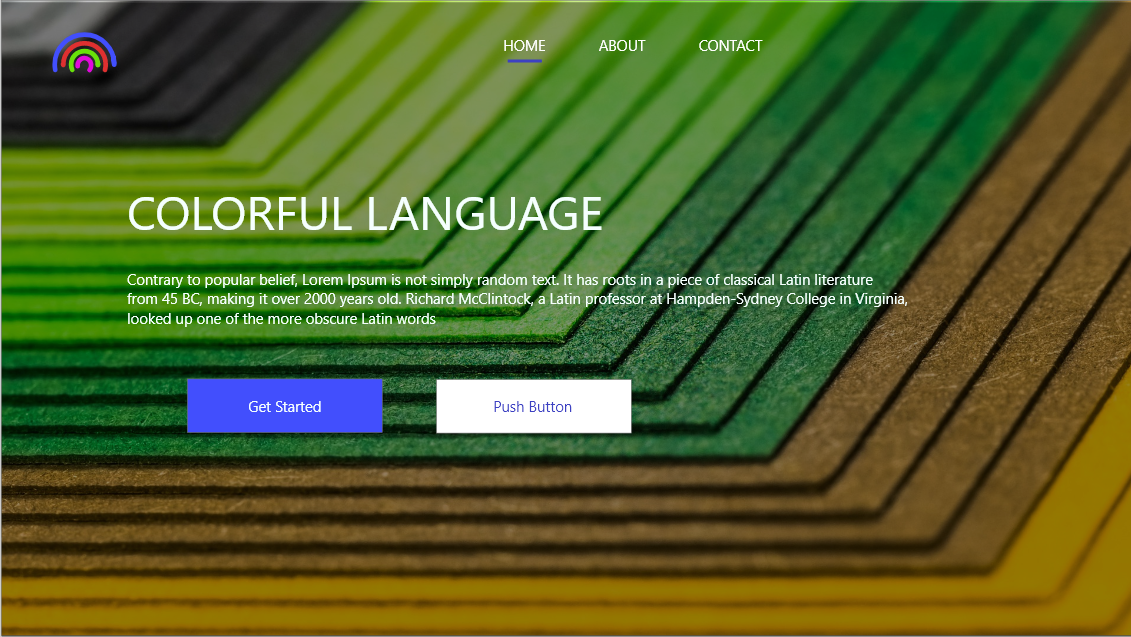 HOME ABOUT CONTACT
COLORFUL LANGUAGE
Contrary to popular belief, Lorem Ipsum is not simply random text. It has roots in a piece of classical Latin literature
from 45 BC, making it over 2000 years old. Richard McClintock, a Latin professor at Hampden-Sydney College in Virginia,
looked up one of the more obscure Latin words
Get Started Push Button